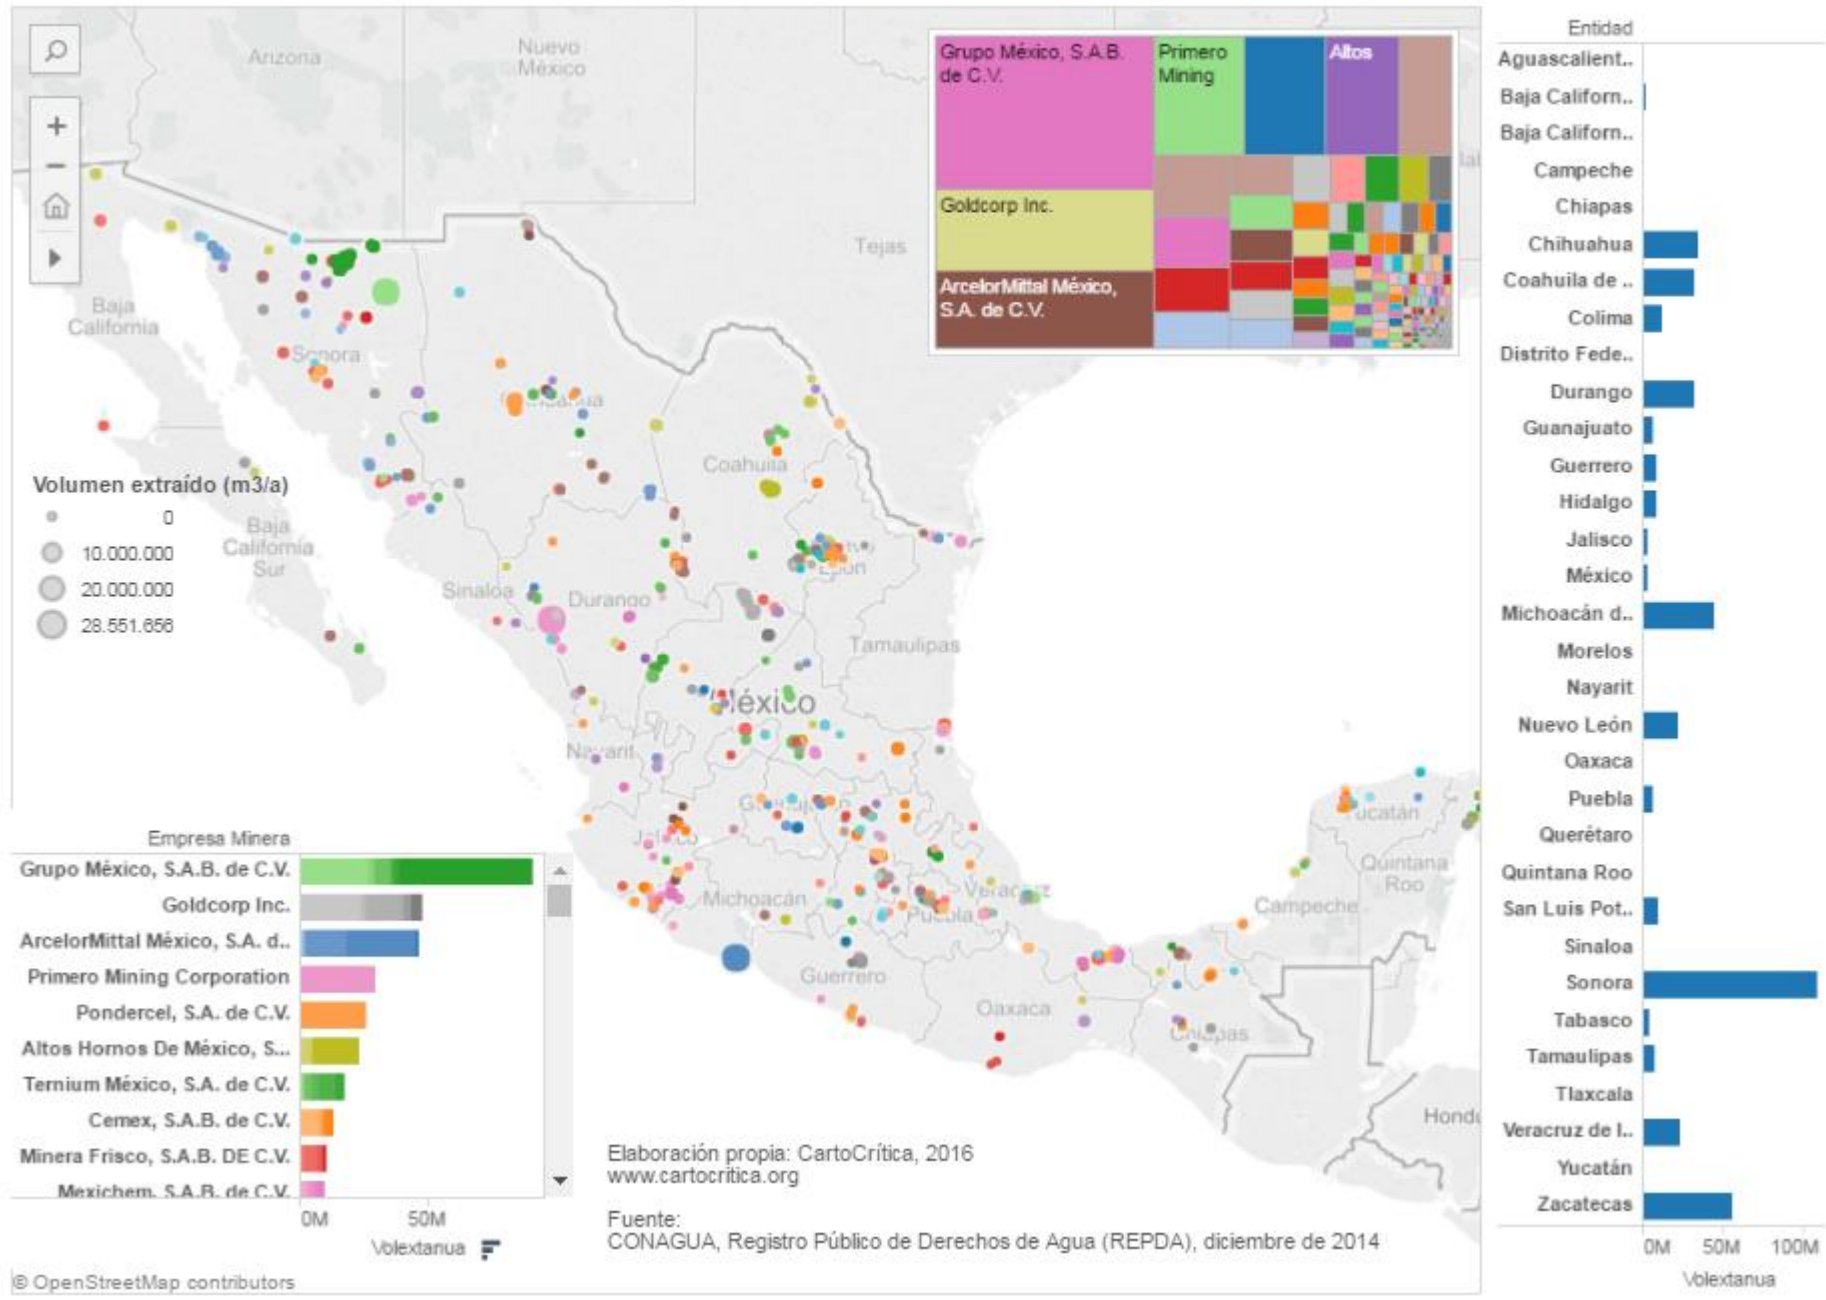 Arizona
Nuevo
México
Tejas
Baja
California
Sonora
Coahuila
Volumen extraído (m3/a)
0
10.000.000
20.000.000
28.551.656
Baja
California
Sur
Sinaloa
Durango
Tamaulipas
México
Nayarit
Michoacán
Veracruz
Puebla
Guerrero
Oaxaca
Chiapas
Campeche
Quintana
Roo
Yucatán
Hondu
Grupo México, S.A.B.
de C.V.
Primero
Mining
Altos
Goldcorp Inc.
ArcelorMittal México,
S.A. de C.V.
Empresa Minera
Grupo México, S.A.B. de C.V.
Goldcorp Inc.
ArcelorMittal México, S.A. d..
Primero Mining Corporation
Pondercel, S.A. de C.V.
Altos Hornos De México, S...
Ternium México, S.A. de C.V.
Cemex, S.A.B. de C.V.
Minera Frisco, S.A.B. DE C.V.
Mexichem, S.A.B. de C.V.
0M 50M
Volextanua
Elaboración propia: CartoCrítica, 2016
www.cartocritica.org
Fuente:
CONAGUA, Registro Público de Derechos de Agua (REPDA), diciembre de 2014
© OpenStreetMap contributors
Entidad
Aguascalient..
Baja Californ..
Baja Californ..
Campeche
Chiapas
Chihuahua
Coahuila de ..
Colima
Distrito Fede..
Durango
Guanajuato
Guerrero
Hidalgo
Jalisco
México
Michoacán d..
Morelos
Nayarit
Nuevo León
Oaxaca
Puebla
Querétaro
Quintana Roo
San Luis Pot..
Sinaloa
Sonora
Tabasco
Tamaulipas
Tlaxcala
Veracruz de I..
Yucatán
Zacatecas
0M 50M 100M
Volextanua